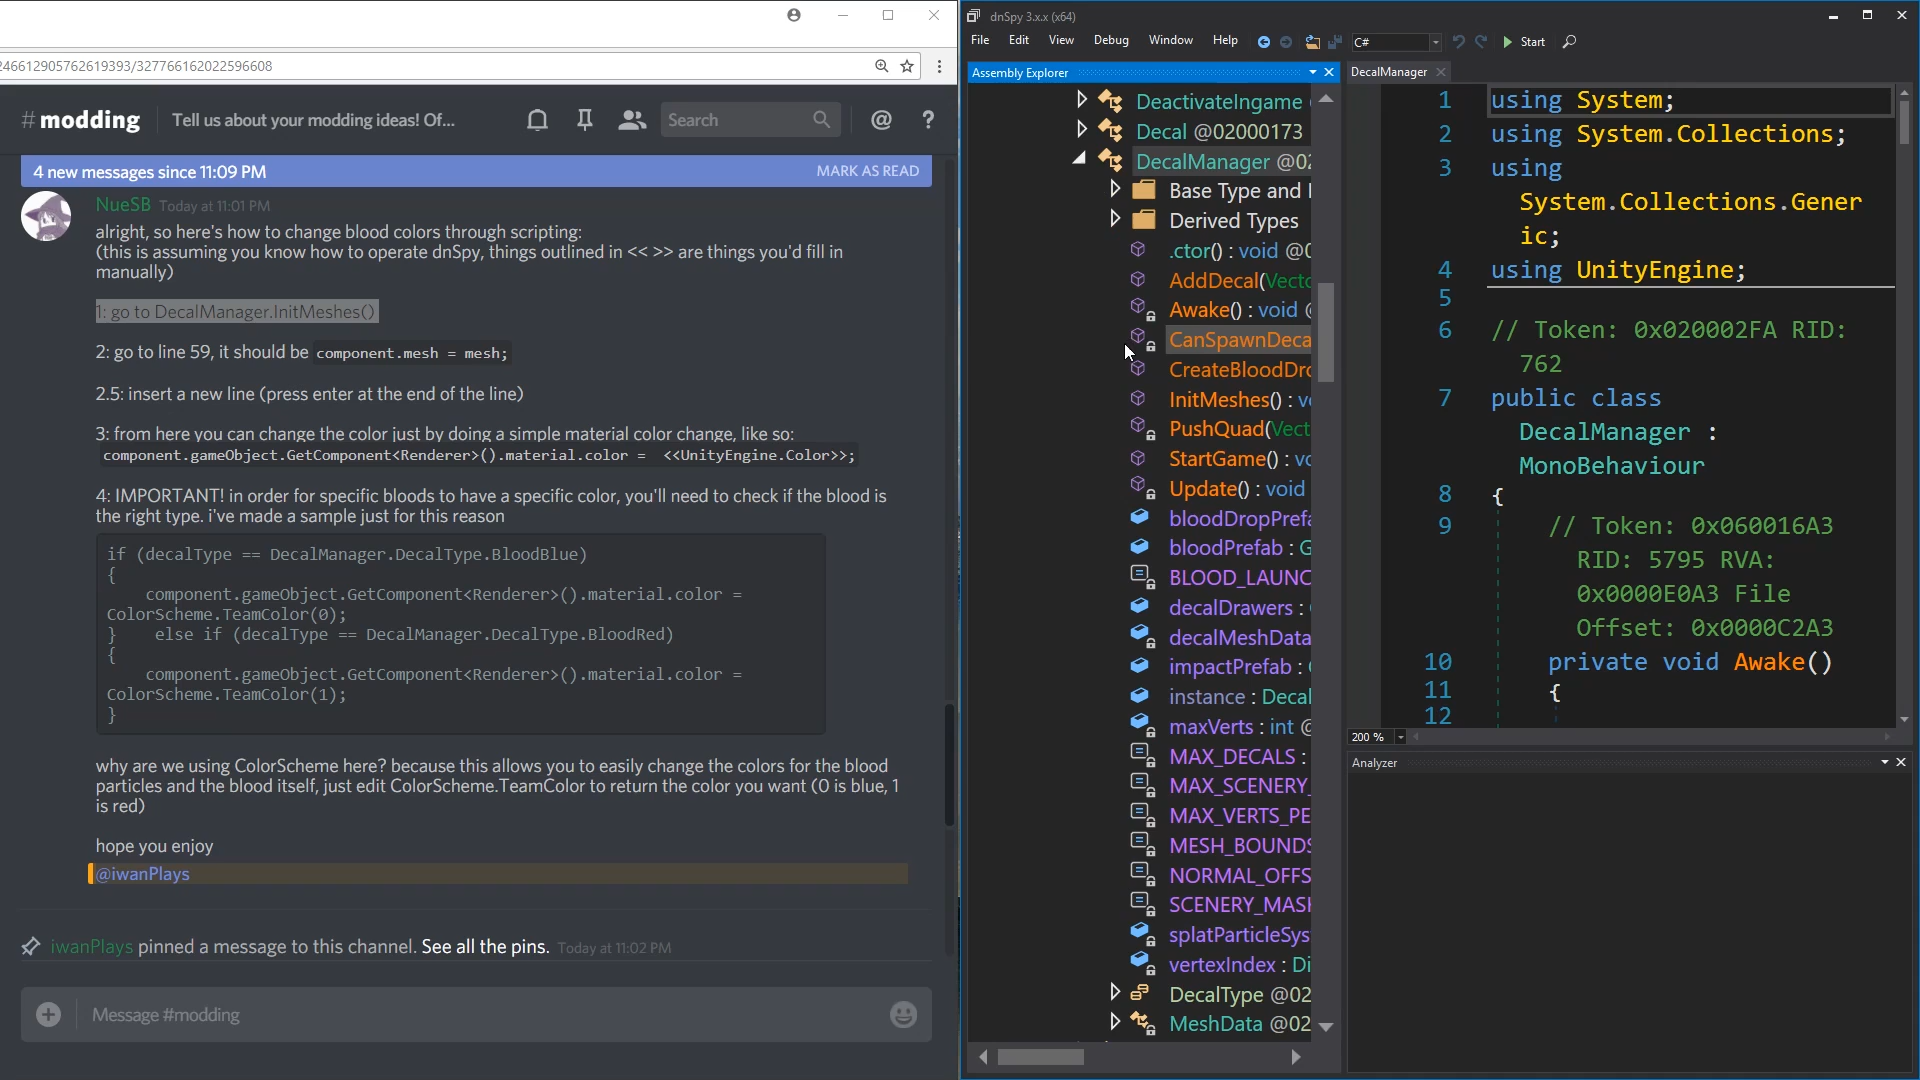 246612905762619393/327766162022596608
# modding
Tell us about your modding ideas! Of...
Search
@
?
4 new messages since 11:09 PM
MARK AS READ
NueSB Today at 11:01 PM
alright, so here's how to change blood colors through scripting:
(this is assuming you know how to operate dnSpy, things outlined in << >> are things you'd fill in
manually)
1: go to DecalManager.InitMeshes()
2: go to line 59, it should be component.mesh = mesh;
2.5: insert a new line (press enter at the end of the line)
3: from here you can change the color just by doing a simple material color change, like so:
component.gameObject.GetComponent<Renderer>().material.color = <<UnityEngine.Color>>;
4: IMPORTANT! in order for specific bloods to have a specific color, you'll need to check if the blood is
the right type. i've made a sample just for this reason
if (decalType == DecalManager.DecalType.BloodBlue)
{
component.gameObject.GetComponent<Renderer>().material.color =
ColorScheme.TeamColor(0);
} else if (decalType == DecalManager.DecalType.BloodRed)
{
component.gameObject.GetComponent<Renderer>().material.color =
ColorScheme.TeamColor(1);
}
why are we using ColorScheme here? because this allows you to easily change the colors for the blood
particles and the blood itself, just edit ColorScheme.TeamColor to return the color you want (0 is blue, 1
is red)
hope you enjoy
@iwanPlays
iwanPlays pinned a message to this channel. See all the pins. Today at 11:02 PM
Message #modding
dnSpy 3.x.x (x64)
File Edit View Debug Window Help C# Start
Assembly Explorer
DeactivateIngame
Decal @02000173
DecalManager @02
Base Type and
Derived Types
.ctor() : void @0
AddDecal(Vecto
Awake() : void @
CanSpawnDeca
CreateBloodDro
InitMeshes() : vo
PushQuad(Vect
StartGame() : vo
Update() : void
bloodDropPrefa
bloodPrefab : G
BLOOD_LAUNC
decalDrawers :
decalMeshData
impactPrefab :
instance : Decal
maxVerts : int @
MAX_DECALS :
MAX_SCENERY_
MAX_VERTS_PE
MESH_BOUNDS
NORMAL_OFFS
SCENERY_MASK
splatParticleSys
vertexIndex : Di
DecalType @02
MeshData @02
DecalManager
1 using System;
2 using System.Collections;
3 using
System.Collections.Gener
ic;
4 using UnityEngine;
5
6 // Token: 0x020002FA RID:
762
7 public class
DecalManager :
MonoBehaviour
8 {
9 // Token: 0x060016A3
RID: 5795 RVA:
0x0000E0A3 File
Offset: 0x0000C2A3
10 private void Awake()
11 {
12
200 %
Analyzer